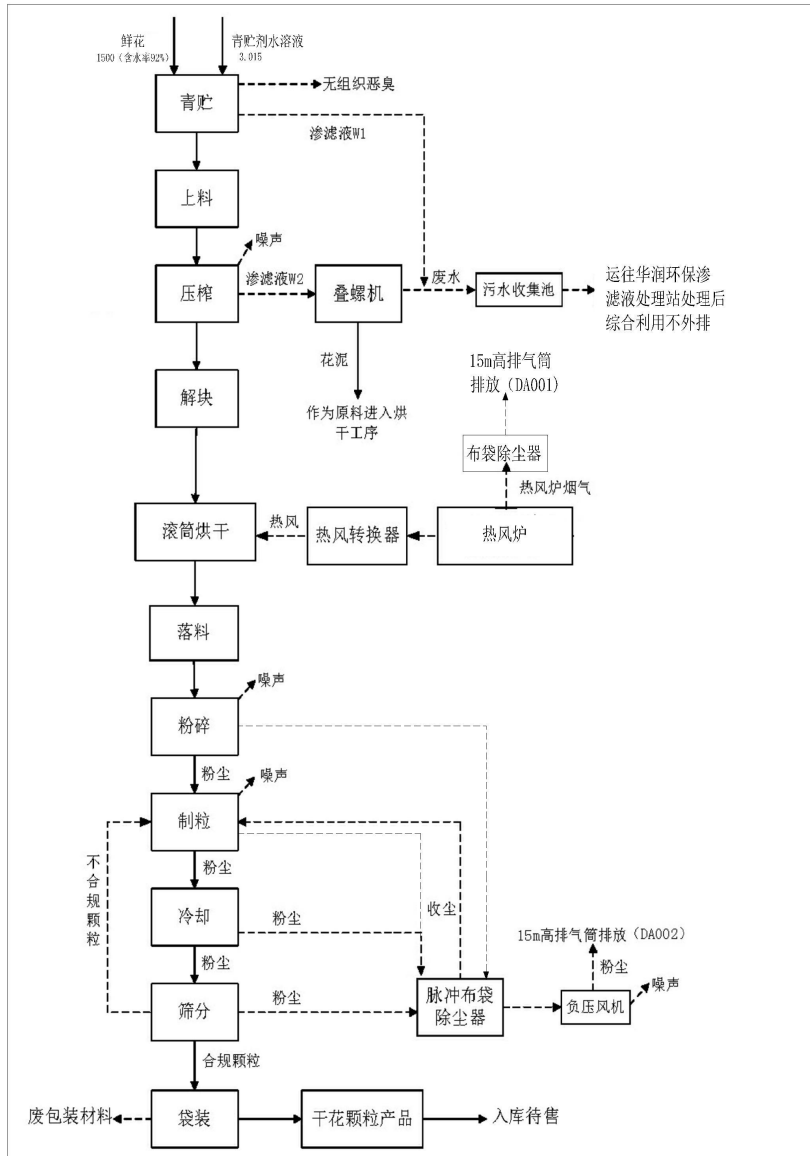 鲜花
1500（含水率92%）
青贮剂水溶液
3.015
青贮
无组织恶臭
渗滤液W1
上料
噪声
压榨
渗滤液W2
叠螺机
废水
污水收集池
运往华润环保渗
滤液处理站处理后
综合利用不外排
花泥
作为原料进入烘
干工序
15m高排气筒
排放（DA001）
布袋除尘器
热风炉烟气
解块
滚筒烘干
热风
热风转换器
热风炉
落料
噪声
粉碎
粉尘
噪声
制粒
不合规颗粒
粉尘
冷却
粉尘
收尘
15m高排气筒排放（DA002）
粉尘
粉尘
噪声
筛分
粉尘
脉冲布袋
除尘器
负压风机
合规颗粒
废包装材料
袋装
干花颗粒产品
入库待售